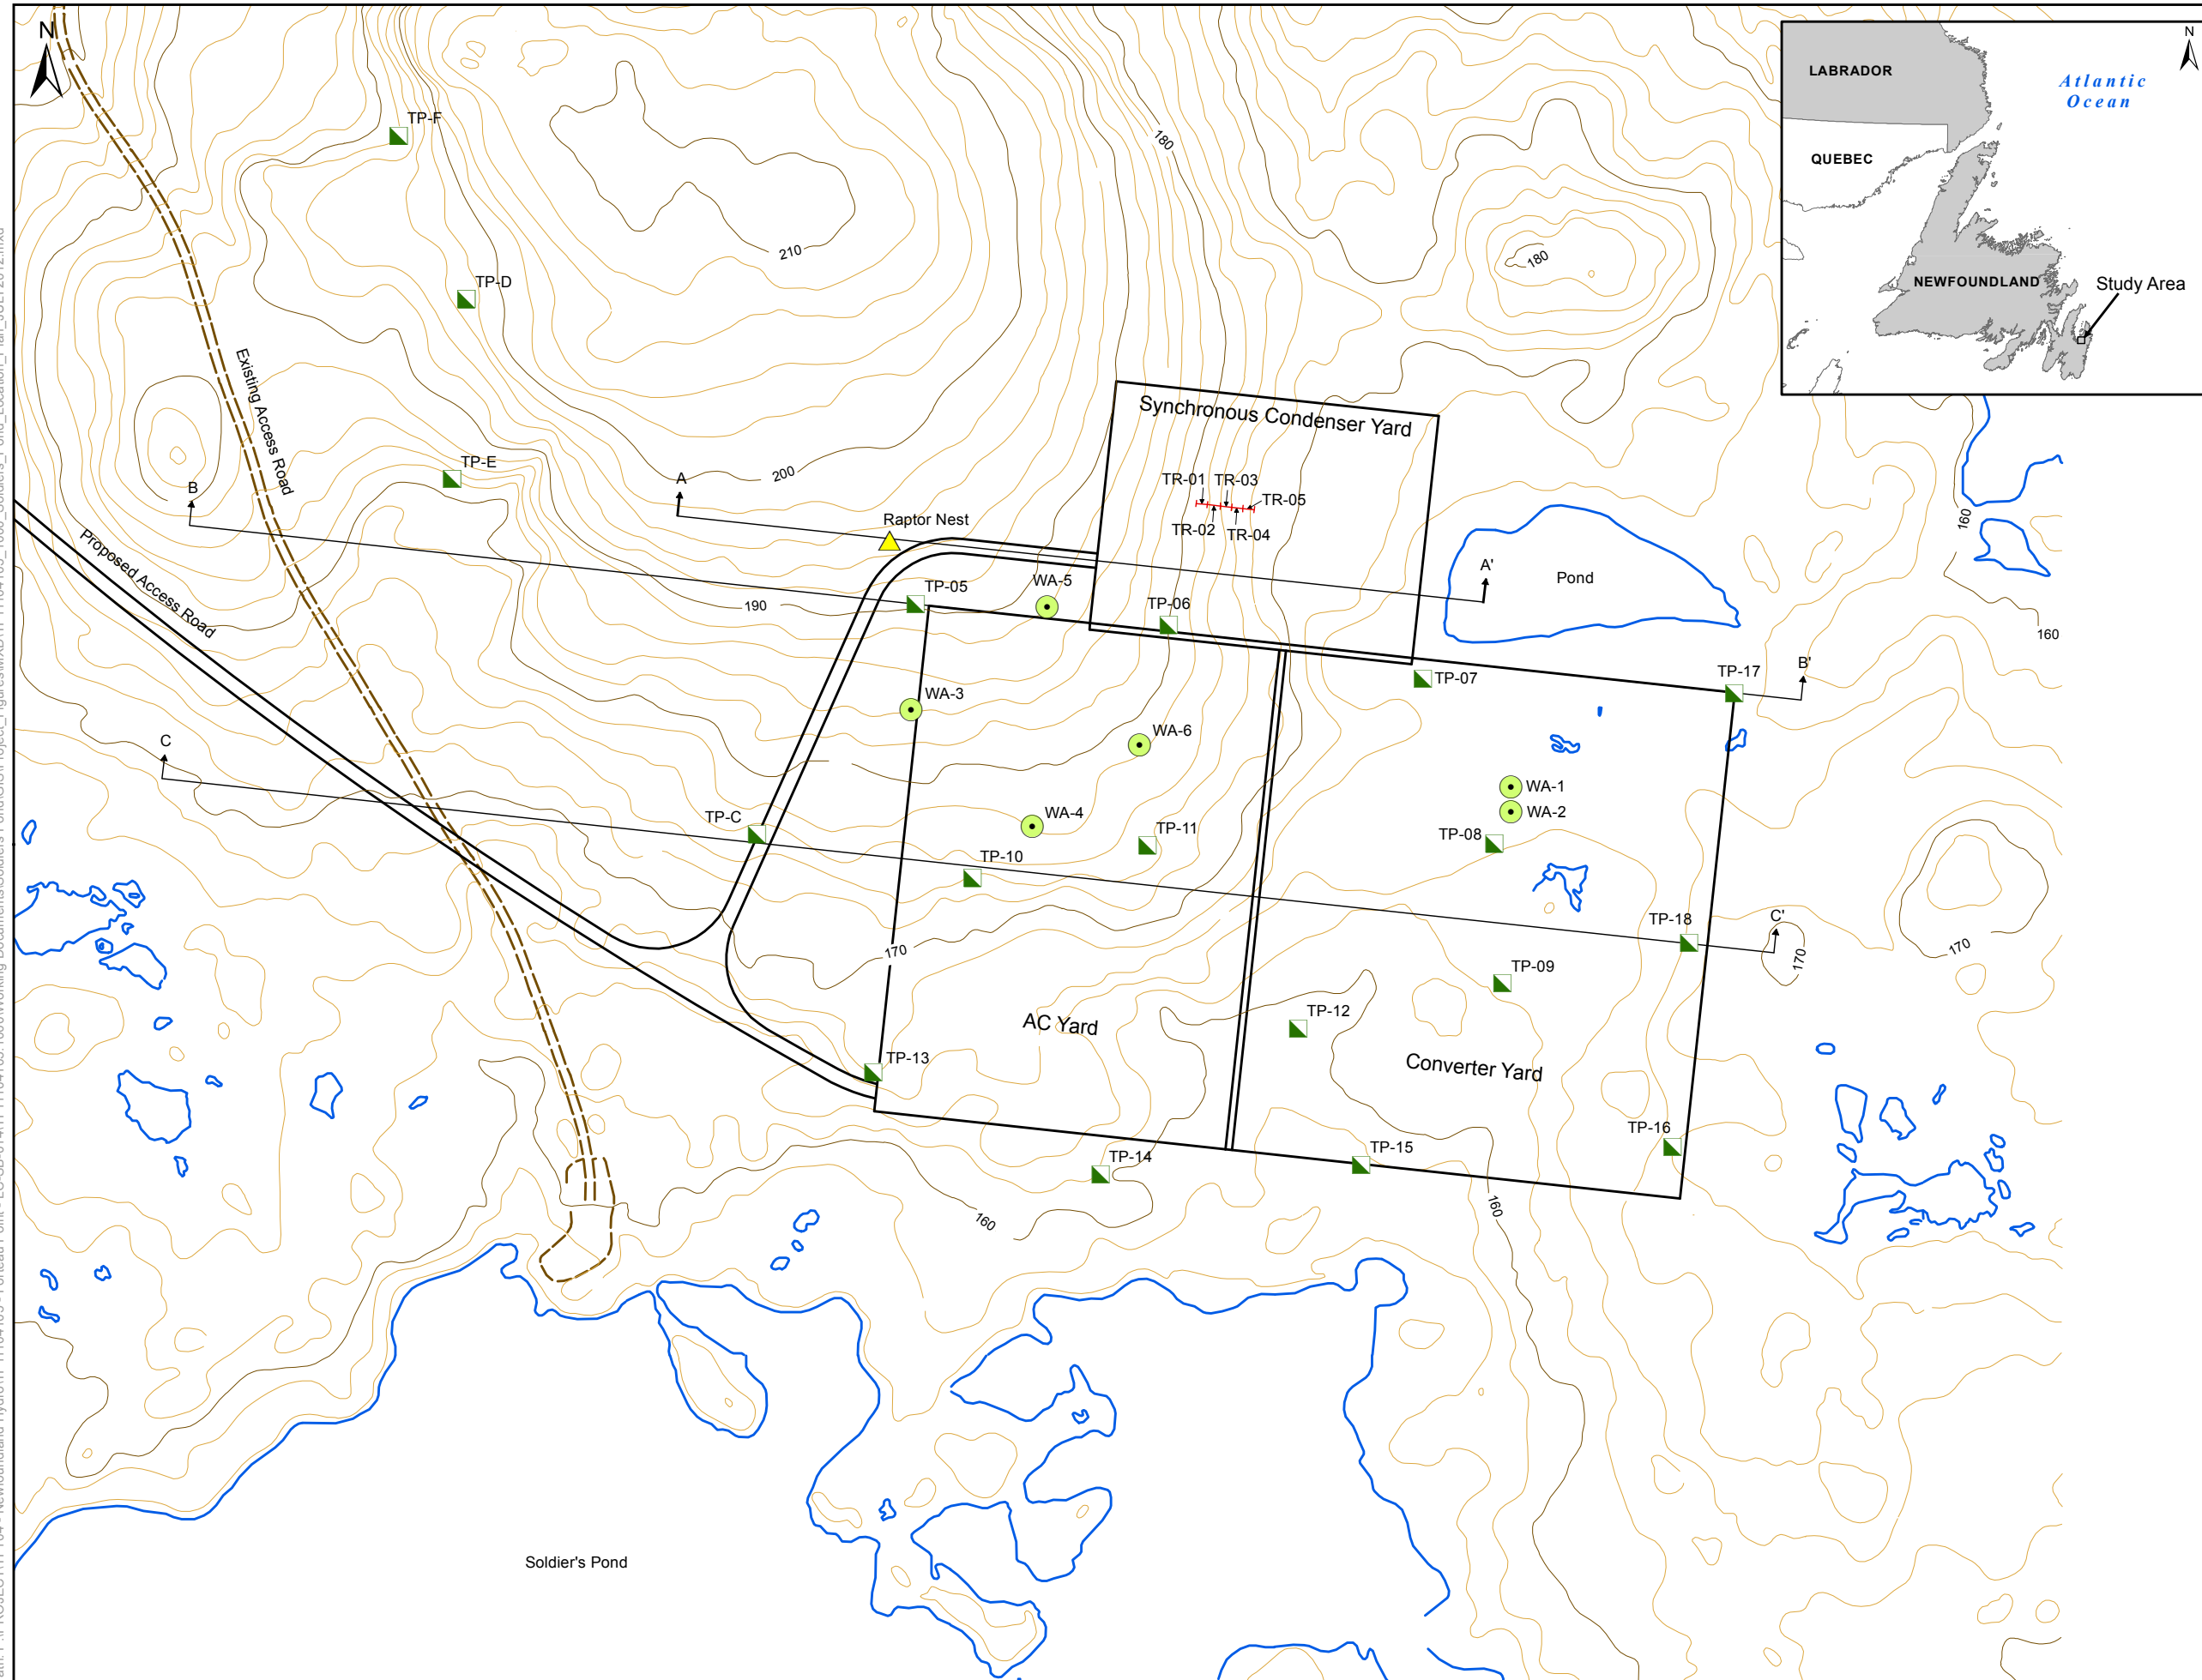 N
N
LABRADOR
Atlantic
Ocean
QUEBEC
NEWFOUNDLAND
Study Area
TP-F
180
210
180
TP-D
Existing Access Road
Synchronous Condenser Yard
TP-E
A
200
B
TR-01
TR-03
TR-05
TR-02
TR-04
Raptor Nest
160
Proposed Access Road
A'
Pond
WA-5
TP-05
190
TP-06
160
B'
TP-07
TP-17
WA-3
WA-6
C
WA-1
WA-2
WA-4
TP-C
TP-11
TP-08
TP-10
TP-18
C'
170
170
170
TP-09
AC Yard
TP-12
Converter Yard
TP-13
TP-16
TP-14
TP-15
160
160
Soldier's Pond